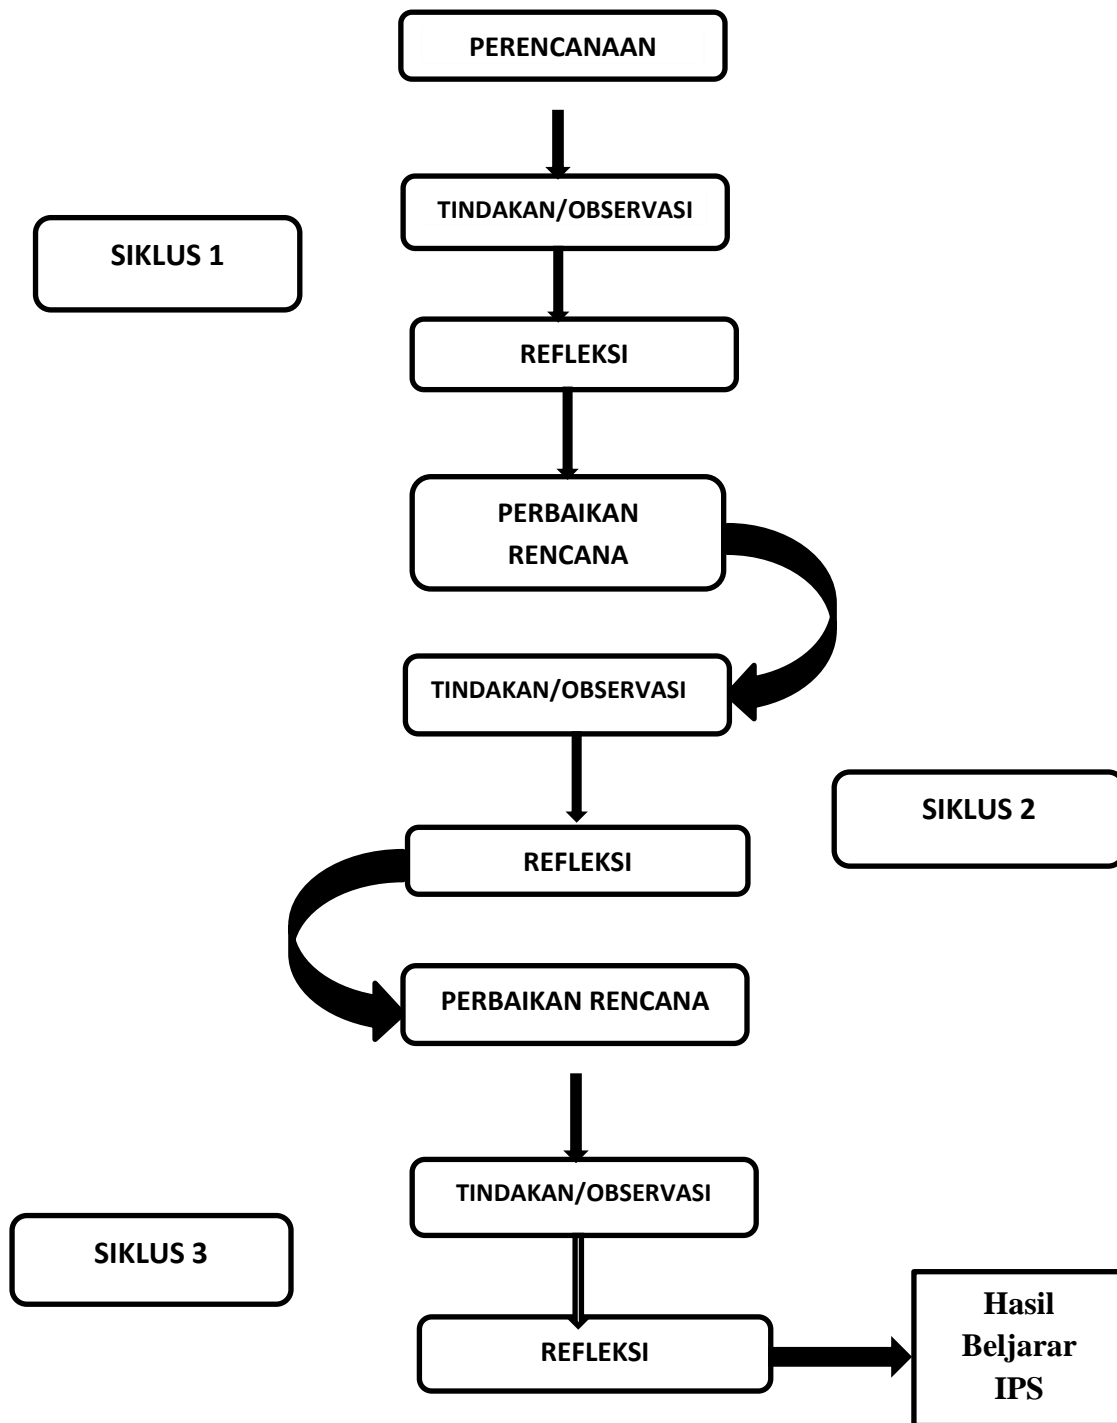 PERENCANAAN
TINDAKAN/OBSERVASI
SIKLUS 1
REFLEKSI
PERBAIKAN
RENCANA
TINDAKAN/OBSERVASI
SIKLUS 2
REFLEKSI
PERBAIKAN RENCANA
TINDAKAN/OBSERVASI
SIKLUS 3
REFLEKSI
Hasil
Beljarar
IPS